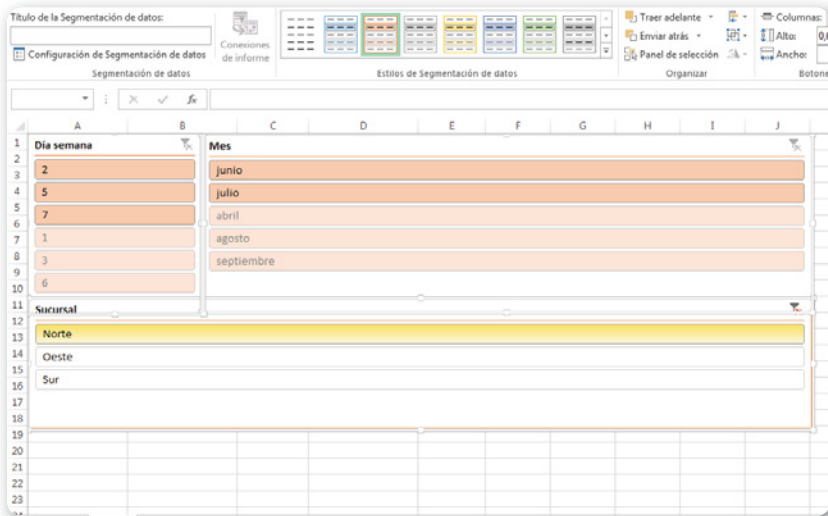 Título de la Segmentación de datos:
Configuración de Segmentación de datos
Segmentación de datos
Conexiones
de informe
Estilos de Segmentación de datos
Traer adelante
Enviar atrás
Panel de selección
Organizar
Columnas:
Alto: 0,
Ancho:
Botone
fx
A B C D E F G H I J
1 Día semana Mes
2
3 2 junio
4 5 julio
5
6 7 abril
7 1 agosto
8 3 septiembre
9
10 6
11 Sucursal
12
13 Norte
14 Oeste
15
16 Sur
17
18
19
20
21
22
23